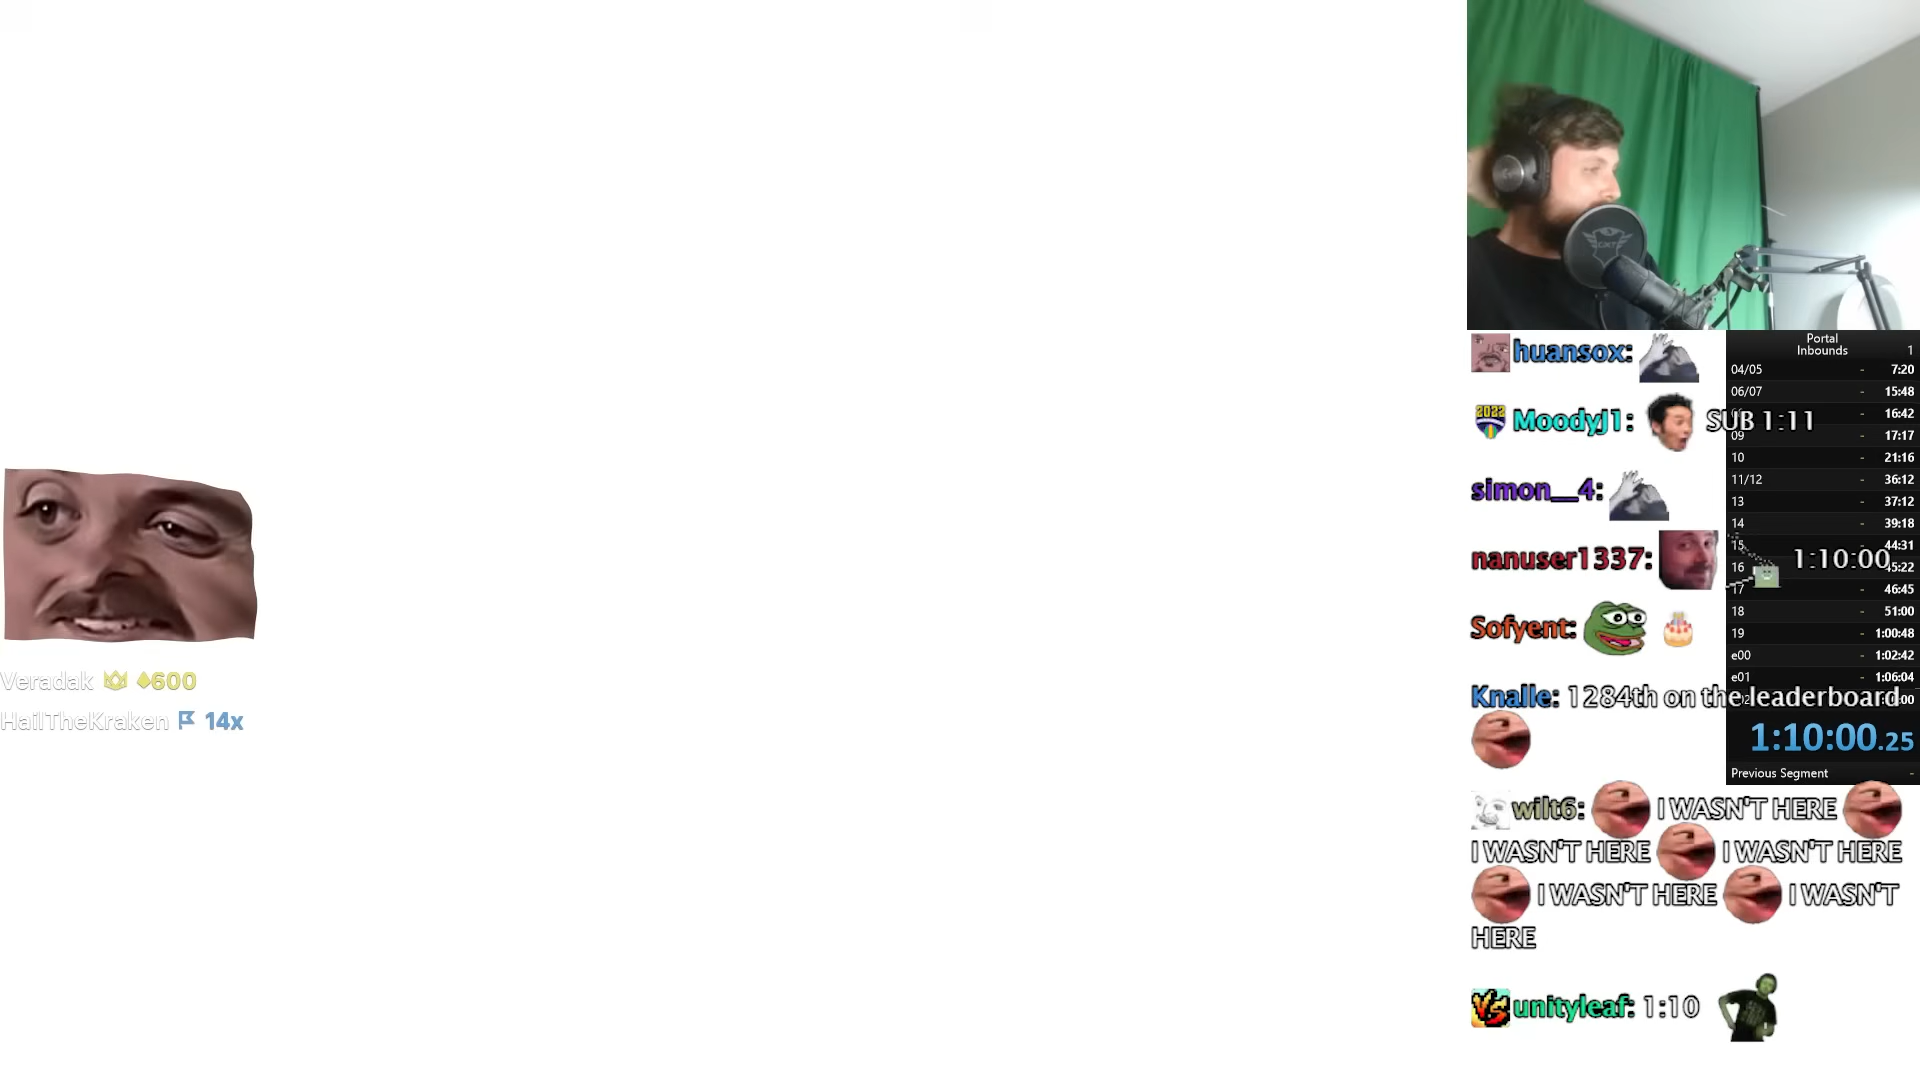 huansox:
MoodyJ1: SUB 1:11
simon__4:
nanuser1337: 1:10:00
Sofyent:
Knalle: 1284th on the leaderboard
wilt6: I WASN'T HERE
I WASN'T HERE I WASN'T HERE
I WASN'T HERE I WASN'T
HERE
unityleaf: 1:10
Portal
Inbounds 1
04/05 - 7:20
06/07 - 15:48
- 16:42
09 - 17:17
10 - 21:16
11/12 - 36:12
13 - 37:12
14 - 39:18
15 - 44:31
16 45:22
17 - 46:45
18 - 51:00
19 - 1:00:48
e00 - 1:02:42
e01 - 1:06:04
1:10:00.25
Previous Segment -
Veradak 600
HailTheKraken 14x
2022
VS